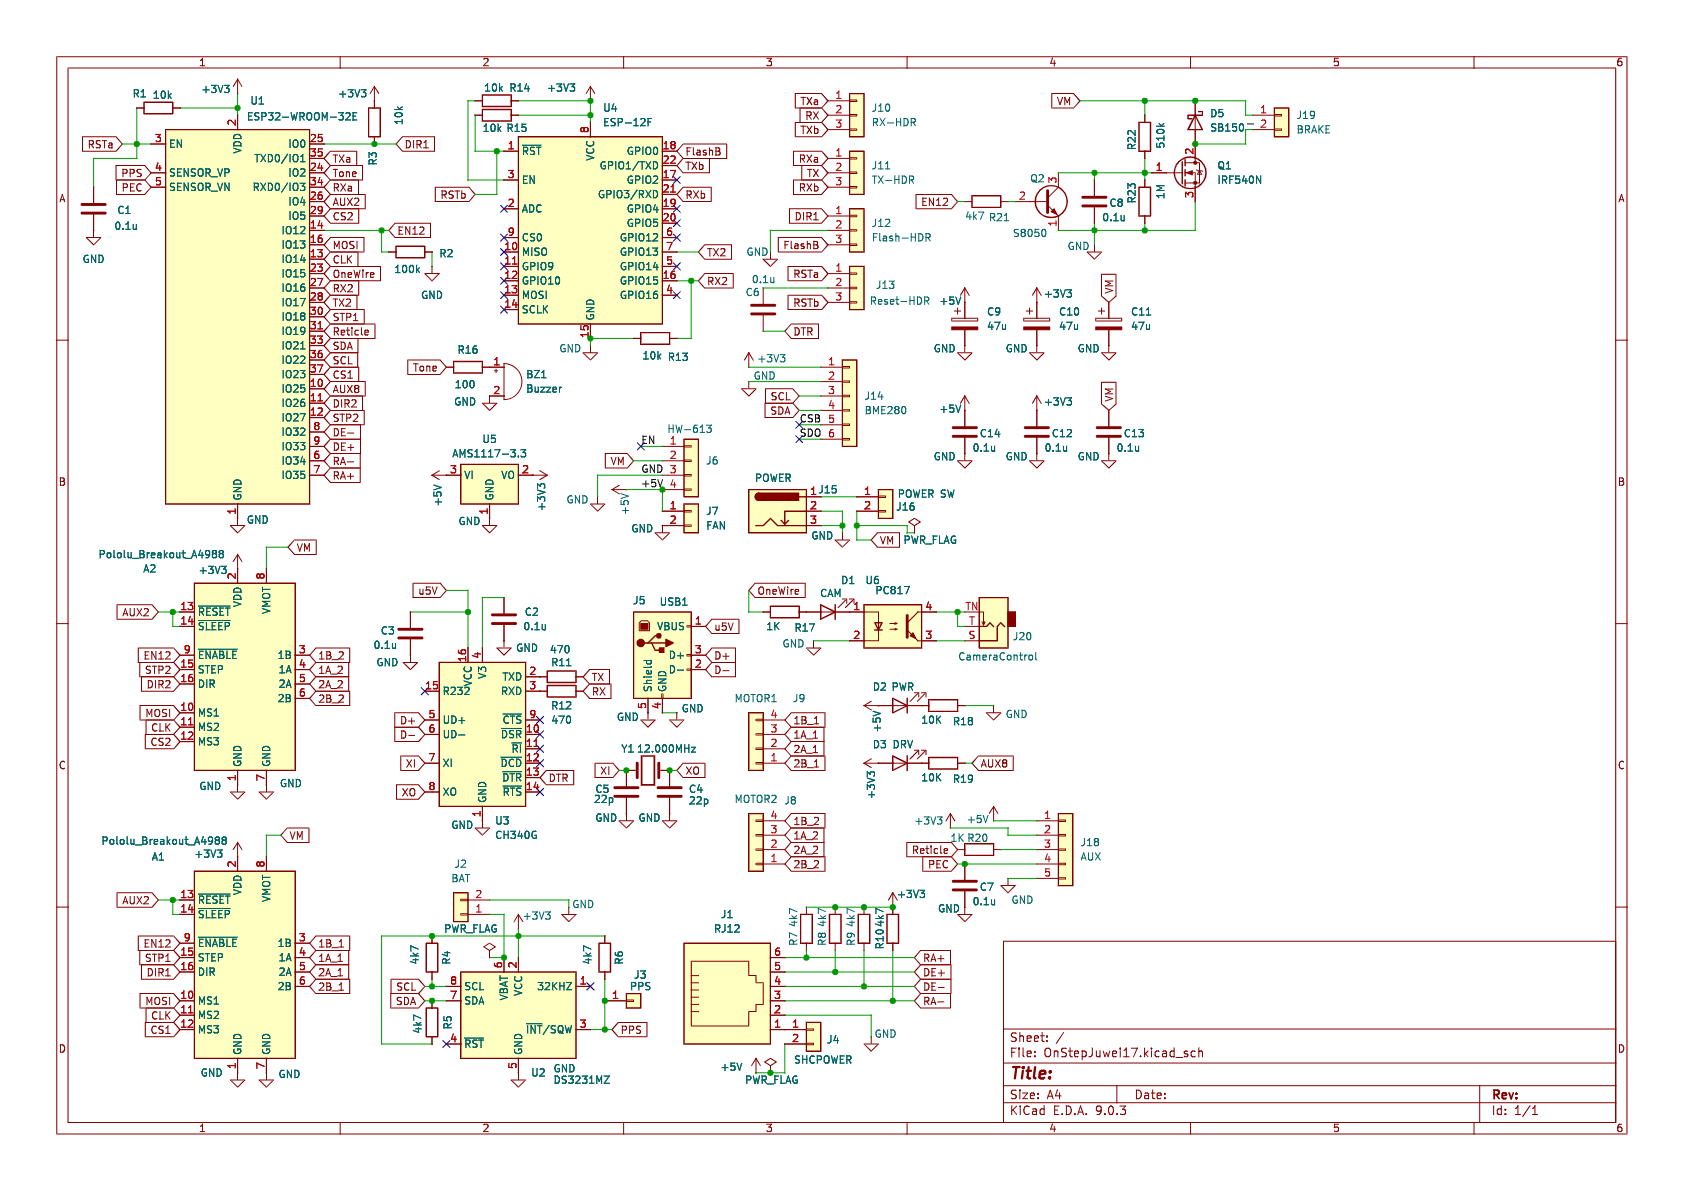 1 2 3 4 5 6
A
B
C
D
R1 10k
+3V3
U1
ESP32-WROOM-32E
RSTa
3 EN
VDD 2
PPS 4 SENSOR_VP
PEC 5 SENSOR_VN
C1
0.1u
GND
+3V3
10k
R3
IO0 25 DIR1
TXD0/IO1 35 TXa
IO2 24 Tone
RXD0/IO3 34 RXa
IO4 26 AUX2
IO5 29 CS2
IO12 14 EN12
IO13 16 MOSI
IO14 13 CLK
IO15 23 OneWire
IO16 27 RX2
IO17 28 TX2
IO18 30 STP1
IO19 31 Reticle
IO21 33 SDA
IO22 36 SCL
IO23 37 CS1
IO25 10 AUX8
IO26 11 DIR2
IO27 12 STP2
IO32 8 DE-
IO33 9 DE+
IO34 6 RA-
IO35 7 RA+
GND 1
GND
R2
100k
GND
10k R14
10k R15
+3V3
U4
ESP-12F
RSTb
1 RST
3 EN
2 ADC
9 CS0
10 MISO
11 GPIO9
12 GPIO10
13 MOSI
14 SCLK
8 VCC
GPIO0 18 FlashB
GPIO1/TXD 22 TXb
GPIO2 17
GPIO3/RXD 21 RXb
GPIO4 19
GPIO5 20
GPIO12 6
GPIO13 7 TX2
GPIO14 5
GPIO15 16 RX2
GPIO16 4
GND 15
GND
10k R13
TXa 1
RX 2
TXb 3
J10
RX-HDR
RXa 1
TX 2
RXb 3
J11
TX-HDR
DIR1 1
2
FlashB 3
GND
J12
Flash-HDR
0.1u
C6
RSTa 1
2
RSTb 3
DTR
J13
Reset-HDR
VM
R22 510k
R23 1M
D5
SB150
J19
BRAKE
1
2
Q1
IRF540N
1
2
3
EN12
4k7 R21
Q2
S8050
1
2
3
C8
0.1u
GND
+5V
C9
47u
GND
+3V3
C10
47u
GND
VM
C11
47u
GND
+5V
C14
0.1u
GND
+3V3
C12
0.1u
GND
VM
C13
0.1u
GND
Tone
R16
100
1
2
BZ1
Buzzer
GND
U5
AMS1117-3.3
+5V
3 VI
VO 2
GND
1
+3V3
GND
HW-613
EN 1
VM 2
GND 3
+5V 4
J6
GND
+5V
1
2
J7
FAN
GND
+3V3 1
GND 2
SCL 3
SDA 4
CSB 5
SDO 6
J14
BME280
POWER
J15
1
2
3
GND
POWER SW
J16
1
2
VM
PWR_FLAG
Pololu_Breakout_A4988
A2
+3V3
VM
2 VDD
8 VMOT
AUX2
13 RESET
14 SLEEP
EN12 9 ENABLE
STP2 15 STEP
DIR2 16 DIR
MOSI 10 MS1
CLK 11 MS2
CS2 12 MS3
1B 3 1B_2
1A 4 1A_2
2A 5 2A_2
2B 6 2B_2
GND 1
GND 7
GND
GND
Pololu_Breakout_A4988
A1
+3V3
VM
2 VDD
8 VMOT
AUX2
13 RESET
14 SLEEP
EN12 9 ENABLE
STP1 15 STEP
DIR1 16 DIR
MOSI 10 MS1
CLK 11 MS2
CS1 12 MS3
1B 3 1B_1
1A 4 1A_1
2A 5 2A_1
2B 6 2B_1
GND 1
GND 7
GND
GND
u5V
C3
0.1u
GND
C2
0.1u
GND
16 VCC
4 V3
15 R232
D+ 5 UD+
D- 6 UD-
XI 7 XI
XO 8 XO
470
R11
TXD 2 TX
RXD 3 RX
R12
470
CTS 9
DSR 10
RI 11
DCD 12
DTR 13 DTR
RTS 14
GND 1
GND
U3
CH340G
J5 USB1
VBUS 1 u5V
D+ 3 D+
D- 2 D-
Shield 5
GND 4
GND
GND
Y1 12.000MHz
XI
XO
C5
22p
GND
C4
22p
GND
OneWire
1K R17
D1
CAM
U6
PC817
1
2
4
3
GND
TN
T
S
J20
CameraControl
MOTOR1 J9
4 1B_1
3 1A_1
2 2A_1
1 2B_1
MOTOR2 J8
4 1B_2
3 1A_2
2 2A_2
1 2B_2
D2 PWR
+5V
10K R18
GND
D3 DRV
+3V3
10K R19
AUX8
+3V3 +5V
Reticle
1K R20
PEC
C7
0.1u
GND
GND
1
2
3
4
5
J18
AUX
J2
BAT
2
1
GND
PWR_FLAG
+3V3
4k7 R4
4k7 R5
4k7 R6
SCL 8 SCL
SDA 7 SDA
4 RST
6 VBAT
2 VCC
32KHZ 1
INT/SQW 3
PPS
J3
PPS
1
GND 5
GND
U2
DS3231MZ
J1
RJ12
R7 4k7
R8 4k7
R9 4k7
R10 4k7
+3V3
6 RA+
5 DE+
4 DE-
3 RA-
2
1
GND
1
2
J4
SHCPOWER
+5V
PWR_FLAG
Sheet: /
File: OnStepJuwei17.kicad_sch
Title:
Size: A4 Date: Rev:
KiCad E.D.A. 9.0.3 Id: 1/1
1 2 3 4 5 6